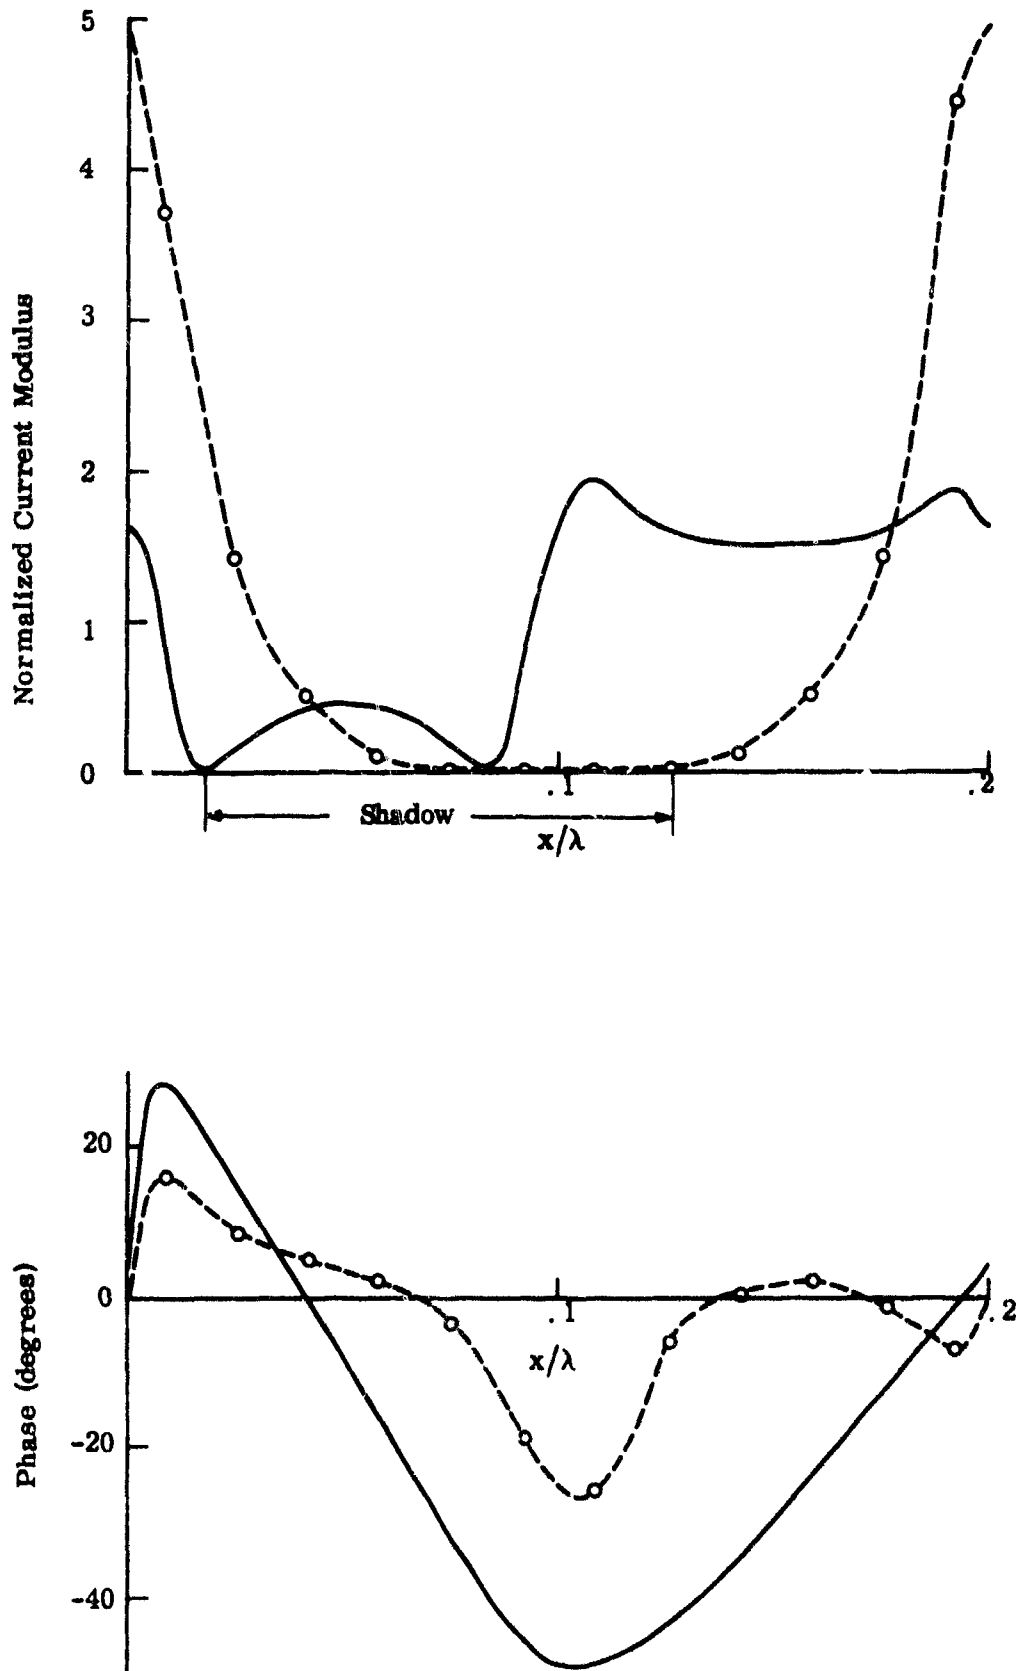 5
4
3
2
1
0
Normalized Current Modulus
.1
.2
Shadow
x/λ
20
0
-20
-40
Phase (degrees)
.1
.2
x/λ